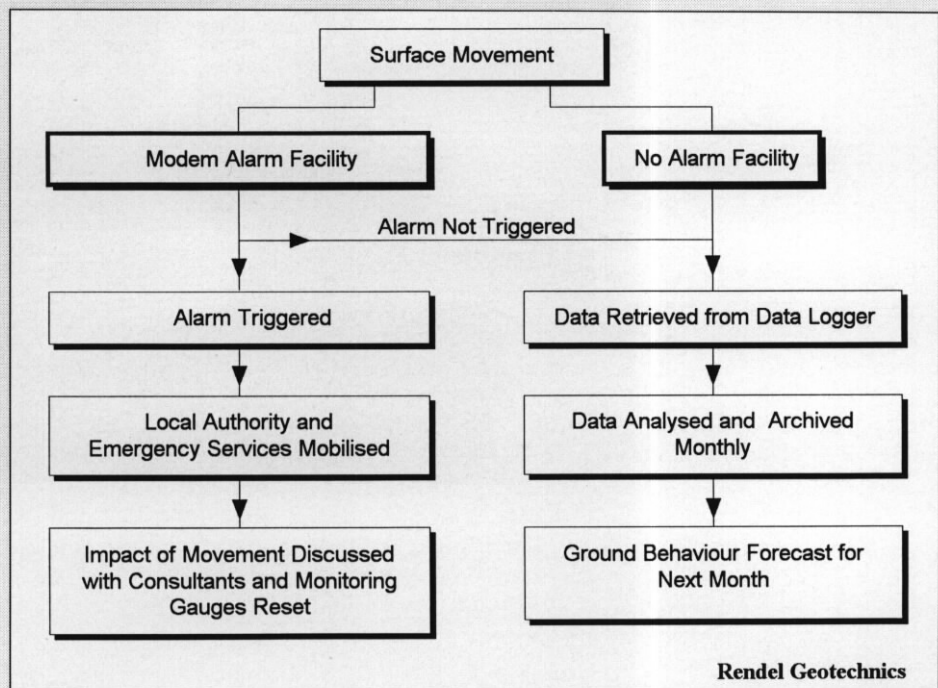 Surface Movement
Modem Alarm Facility
No Alarm Facility
Alarm Not Triggered
Alarm Triggered
Data Retrieved from Data Logger
Local Authority and
Emergency Services Mobilised
Data Analysed and Archived
Monthly
Impact of Movement Discussed
with Consultants and Monitoring
Gauges Reset
Ground Behaviour Forecast for
Next Month
Rendel Geotechnics